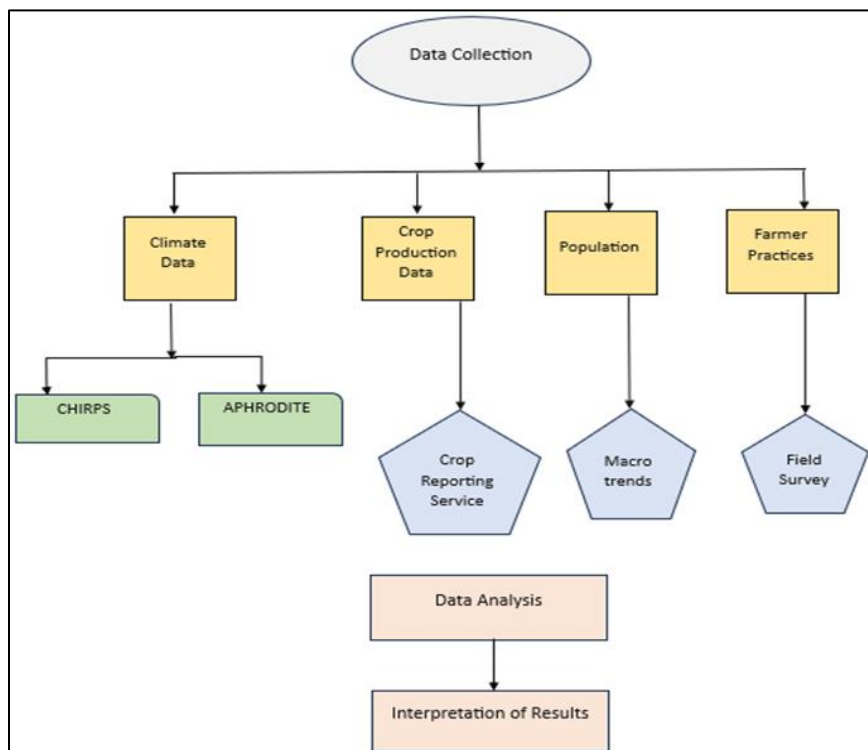 Data Collection
Climate
Data
Crop
Production
Data
Population
Farmer
Practices
CHIRPS
APHRODITE
Crop
Reporting
Service
Macro
trends
Field
Survey
Data Analysis
Interpretation of Results